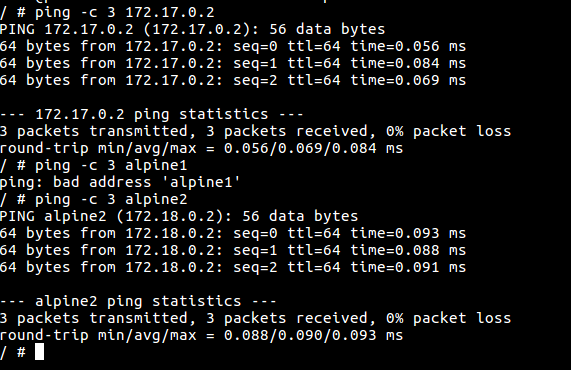 / # ping -c 3 172.17.0.2
PING 172.17.0.2 (172.17.0.2): 56 data bytes
64 bytes from 172.17.0.2: seq=0 ttl=64 time=0.056 ms
64 bytes from 172.17.0.2: seq=1 ttl=64 time=0.084 ms
64 bytes from 172.17.0.2: seq=2 ttl=64 time=0.069 ms
--- 172.17.0.2 ping statistics ---
3 packets transmitted, 3 packets received, 0% packet loss
round-trip min/avg/max = 0.056/0.069/0.084 ms
/ # ping -c 3 alpine1
ping: bad address 'alpine1'
/ # ping -c 3 alpine2
PING alpine2 (172.18.0.2): 56 data bytes
64 bytes from 172.18.0.2: seq=0 ttl=64 time=0.093 ms
64 bytes from 172.18.0.2: seq=1 ttl=64 time=0.088 ms
64 bytes from 172.18.0.2: seq=2 ttl=64 time=0.091 ms
--- alpine2 ping statistics ---
3 packets transmitted, 3 packets received, 0% packet loss
round-trip min/avg/max = 0.088/0.090/0.093 ms
/ #